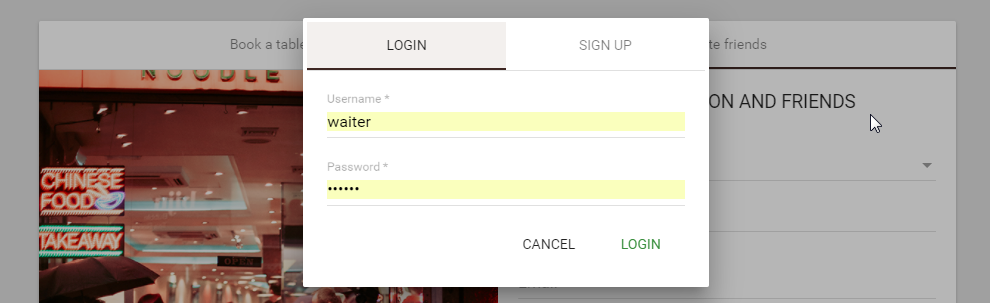 Book a table
te friends
LOGIN
SIGN UP
NOODLE
ON AND FRIENDS
Username *
waiter
Password *
••••••
CHINESE
FOOD
TAKEAWAY
OPEN
CANCEL
LOGIN
Email